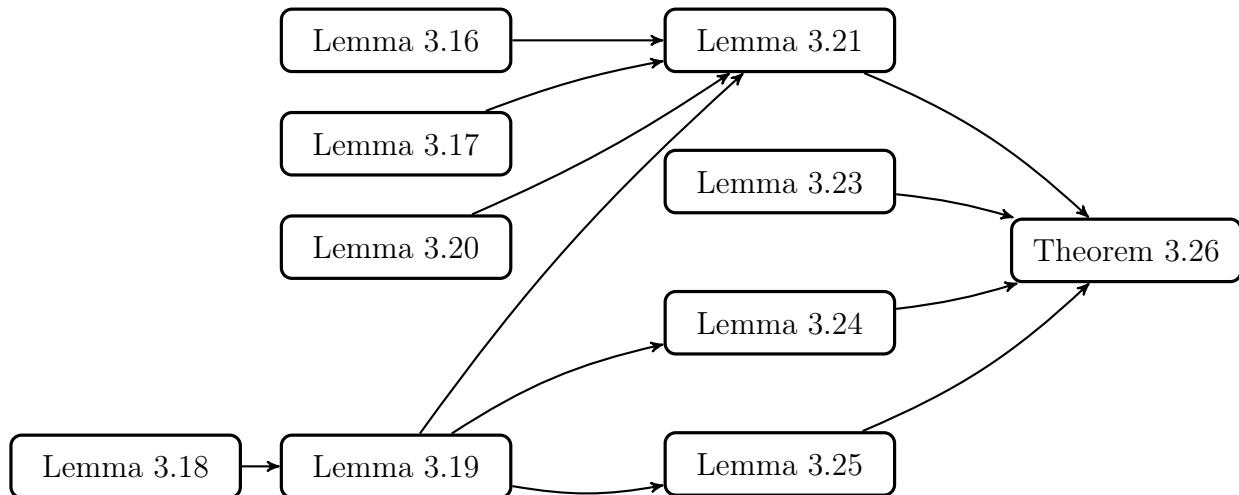 Lemma 3.16
Lemma 3.21
Lemma 3.17
Lemma 3.23
Lemma 3.20
Theorem 3.26
Lemma 3.24
Lemma 3.18
Lemma 3.19
Lemma 3.25